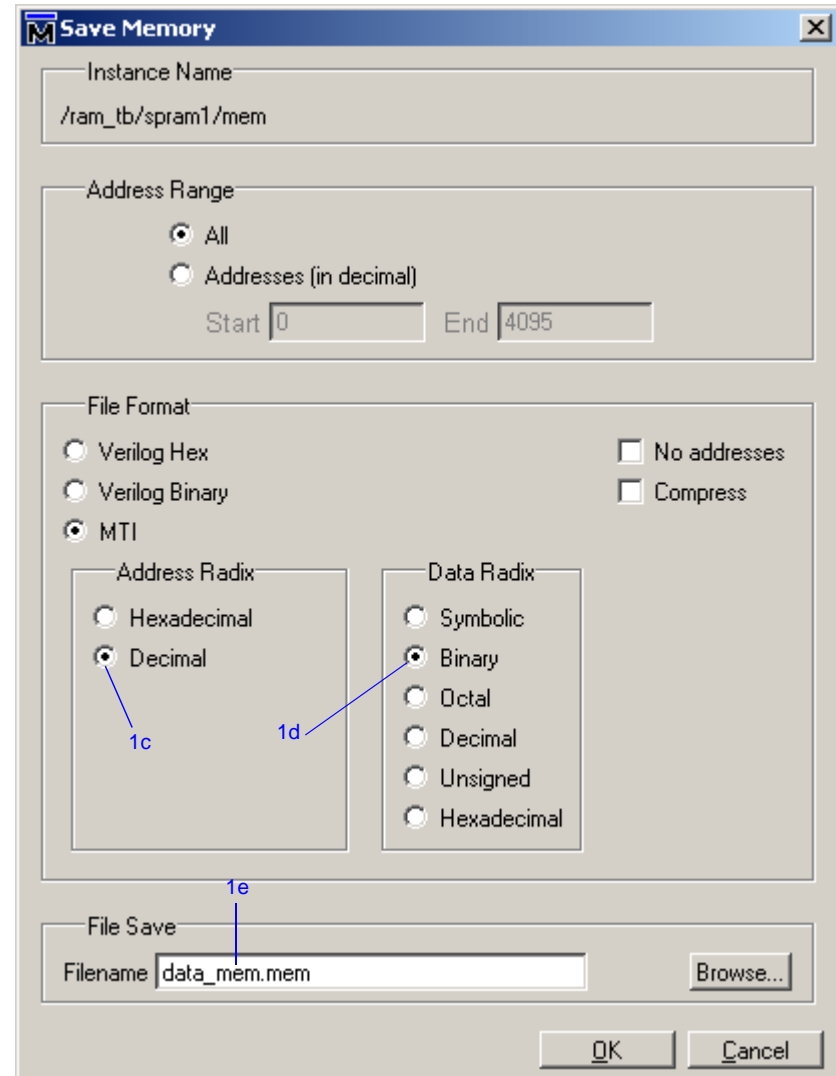 Save Memory
Instance Name
/ram_tb/spram1/mem
Address Range
All
Addresses (in decimal)
Start 0 End 4095
File Format
Verilog Hex No addresses
Verilog Binary Compress
MTI
Address Radix Data Radix
Hexadecimal Symbolic
Decimal Binary
Octal
1c 1d
Decimal
Unsigned
Hexadecimal
1e
File Save
Filename data_mem.mem Browse...
OK Cancel